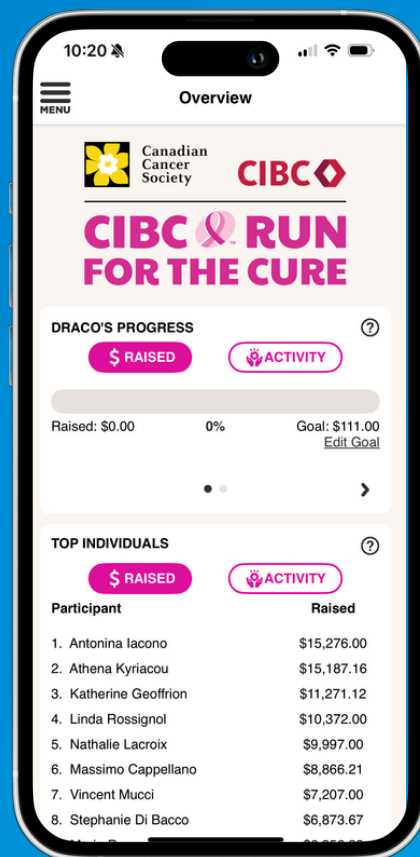 10:20
MENU
Overview
Canadian
Cancer
Society
CIBC
CIBC RUN
FOR THE CURE
DRACO'S PROGRESS
?
$ RAISED
ACTIVITY
Raised: $0.00
0%
Goal: $111.00
Edit Goal
TOP INDIVIDUALS
?
$ RAISED
ACTIVITY
Participant Raised
1. Antonina Iacono $15,276.00
2. Athena Kyriacou $15,187.16
3. Katherine Geoffrion $11,271.12
4. Linda Rossignol $10,372.00
5. Nathalie Lacroix $9,997.00
6. Massimo Cappellano $8,866.21
7. Vincent Mucci $7,207.00
8. Stephanie Di Bacco $6,873.67